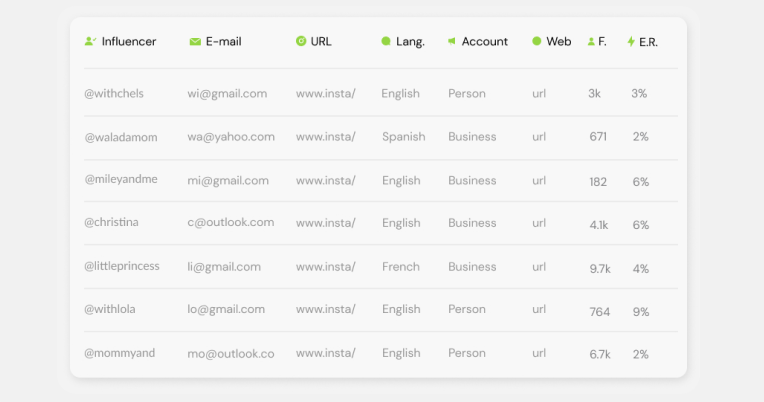 Influencer E-mail URL Lang. Account Web F. E.R.
@withchels wi@gmail.com www.insta/ English Person url 3k 3%
@waladamom wa@yahoo.com www.insta/ Spanish Business url 671 2%
@mileyandme mi@gmail.com www.insta/ English Business url 182 6%
@christina c@outlook.com www.insta/ English Business url 4.1k 6%
@littleprincess li@gmail.com www.insta/ French Business url 9.7k 4%
@withlola lo@gmail.com www.insta/ English Person url 764 9%
@mommyand mo@outlook.co www.insta/ English Person url 6.7k 2%